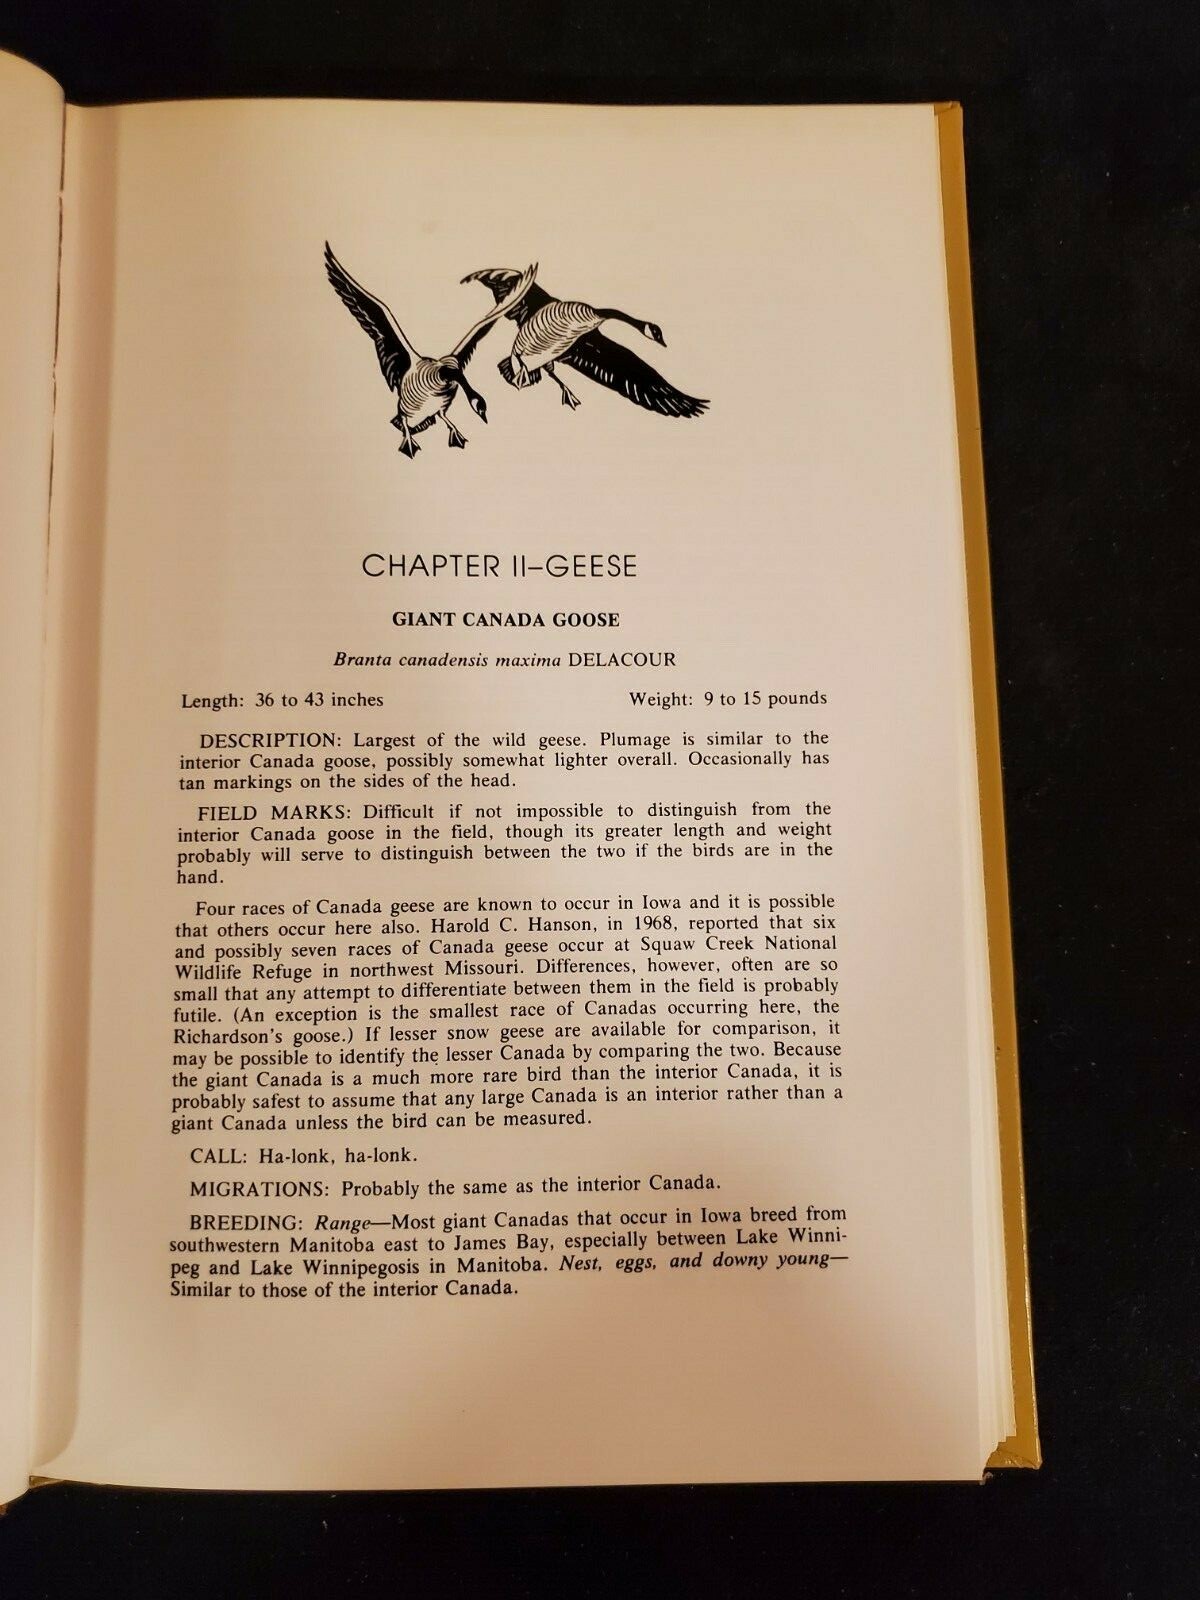 CHAPTER II–GEESE
GIANT CANADA GOOSE
Branta canadensis maxima DELACOUR
Length: 36 to 43 inches Weight: 9 to 15 pounds
DESCRIPTION: Largest of the wild geese. Plumage is similar to the
interior Canada goose, possibly somewhat lighter overall. Occasionally has
tan markings on the sides of the head.
FIELD MARKS: Difficult if not impossible to distinguish from the
interior Canada goose in the field, though its greater length and weight
probably will serve to distinguish between the two if the birds are in the
hand.
Four races of Canada geese are known to occur in Iowa and it is possible
that others occur here also. Harold C. Hanson, in 1968, reported that six
and possibly seven races of Canada geese occur at Squaw Creek National
Wildlife Refuge in northwest Missouri. Differences, however, often are so
small that any attempt to differentiate between them in the field is probably
futile. (An exception is the smallest race of Canadas occurring here, the
Richardson's goose.) If lesser snow geese are available for comparison, it
may be possible to identify the lesser Canada by comparing the two. Because
the giant Canada is a much more rare bird than the interior Canada, it is
probably safest to assume that any large Canada is an interior rather than a
giant Canada unless the bird can be measured.
CALL: Ha-lonk, ha-lonk.
MIGRATIONS: Probably the same as the interior Canada.
BREEDING: Range—Most giant Canadas that occur in Iowa breed from
southwestern Manitoba east to James Bay, especially between Lake Winni-
peg and Lake Winnipegosis in Manitoba. Nest, eggs, and downy young—
Similar to those of the interior Canada.